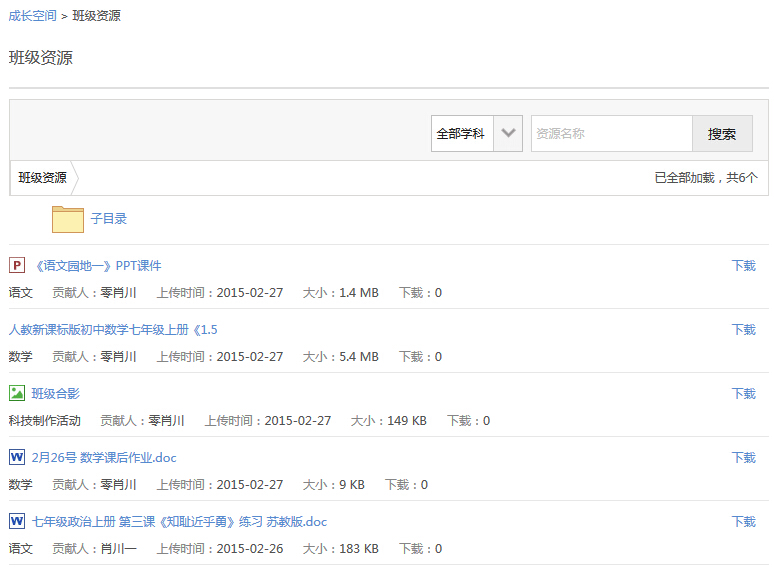 成长空间 > 班级资源
班级资源
全部学科 资源名称 搜索
班级资源 已全部加载，共6个
子目录
《语文园地一》PPT课件 下载
语文 贡献人：零肖川 上传时间：2015-02-27 大小：1.4 MB 下载：0
人教新课标版初中数学七年级上册《1.5 下载
数学 贡献人：零肖川 上传时间：2015-02-27 大小：5.4 MB 下载：0
班级合影 下载
科技制作活动 贡献人：零肖川 上传时间：2015-02-27 大小：149 KB 下载：0
2月26号 数学课后作业.doc 下载
数学 贡献人：零肖川 上传时间：2015-02-27 大小：9 KB 下载：0
七年级政治上册 第三课《知耻近乎勇》练习 苏教版.doc 下载
语文 贡献人：肖川一 上传时间：2015-02-26 大小：183 KB 下载：0